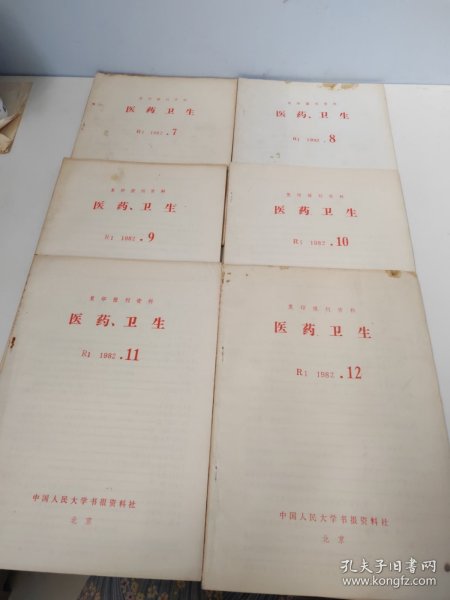 复印报刊资料
医药、卫生
R1 1982.7
复印报刊资料
医药、卫生
R1 1982.8
复印报刊资料
医药、卫生
R1 1982.9
复印报刊资料
医药卫生
R1 1982.10
复印报刊资料
医药、卫生
R1 1982.11
中国人民大学书报资料社
北京
复印报刊资料
医药卫生
R1 1982.12
中国人民大学书报资料社
北京
孔夫子旧书网
www.kongfz.com